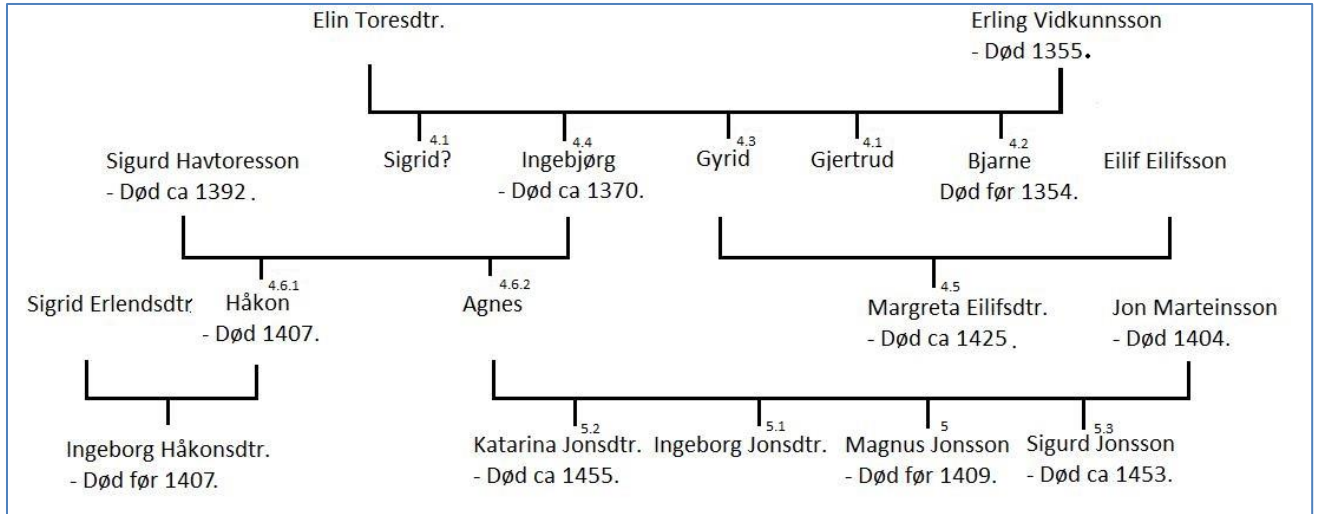 Elin Toresdtr.
Erling Vidkunnsson
- Død 1355.
4.1
Sigrid?
4.4
Ingebjørg
- Død ca 1370.
4.3
Gyrid
4.1
Gjertrud
4.2
Bjarne
Død før 1354.
Sigurd Havtoresson
- Død ca 1392.
Eilif Eilifsson
Sigrid Erlendsdtr.
4.6.1
Håkon
- Død 1407.
4.6.2
Agnes
4.5
Margreta Eilifsdtr.
- Død ca 1425.
Jon Marteinsson
- Død 1404.
Ingeborg Håkonsdtr.
- Død før 1407.
5.2
Katarina Jonsdtr.
- Død ca 1455.
5.1
Ingeborg Jonsdtr.
5
Magnus Jonsson
- Død før 1409.
5.3
Sigurd Jonsson
- Død ca 1453.